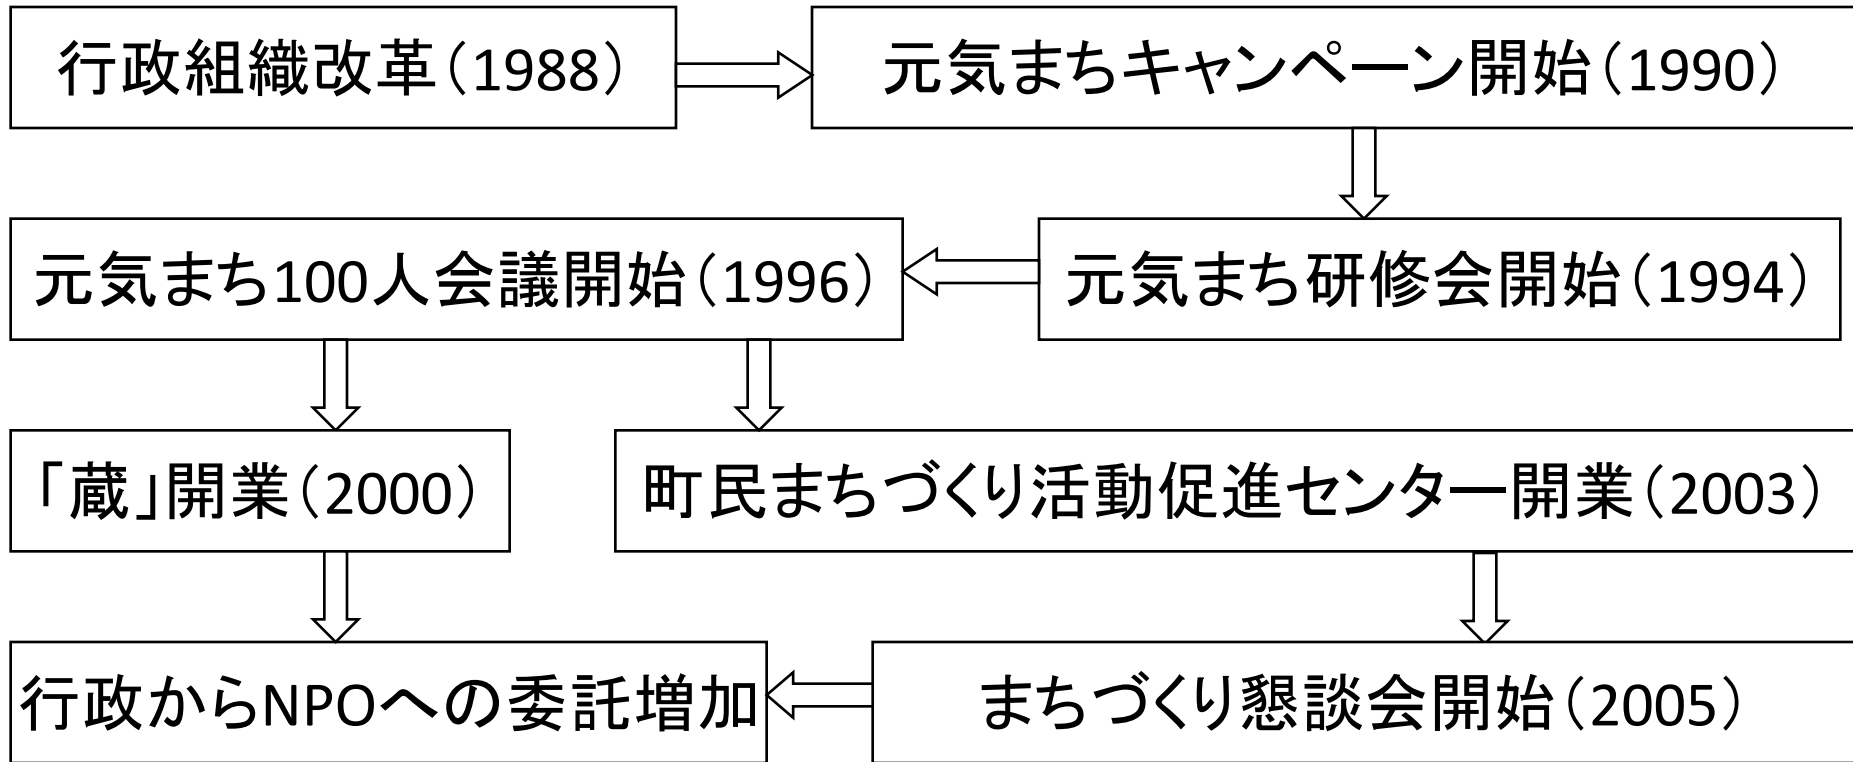 行政組織改革(1988)
元気まちキャンペーン開始(1990)
元気まち100人会議開始(1996)
元気まち研修会開始(1994)
「蔵」開業(2000)
町民まちづくり活動促進センター開業(2003)
行政からNPOへの委託増加
まちづくり懇談会開始(2005)